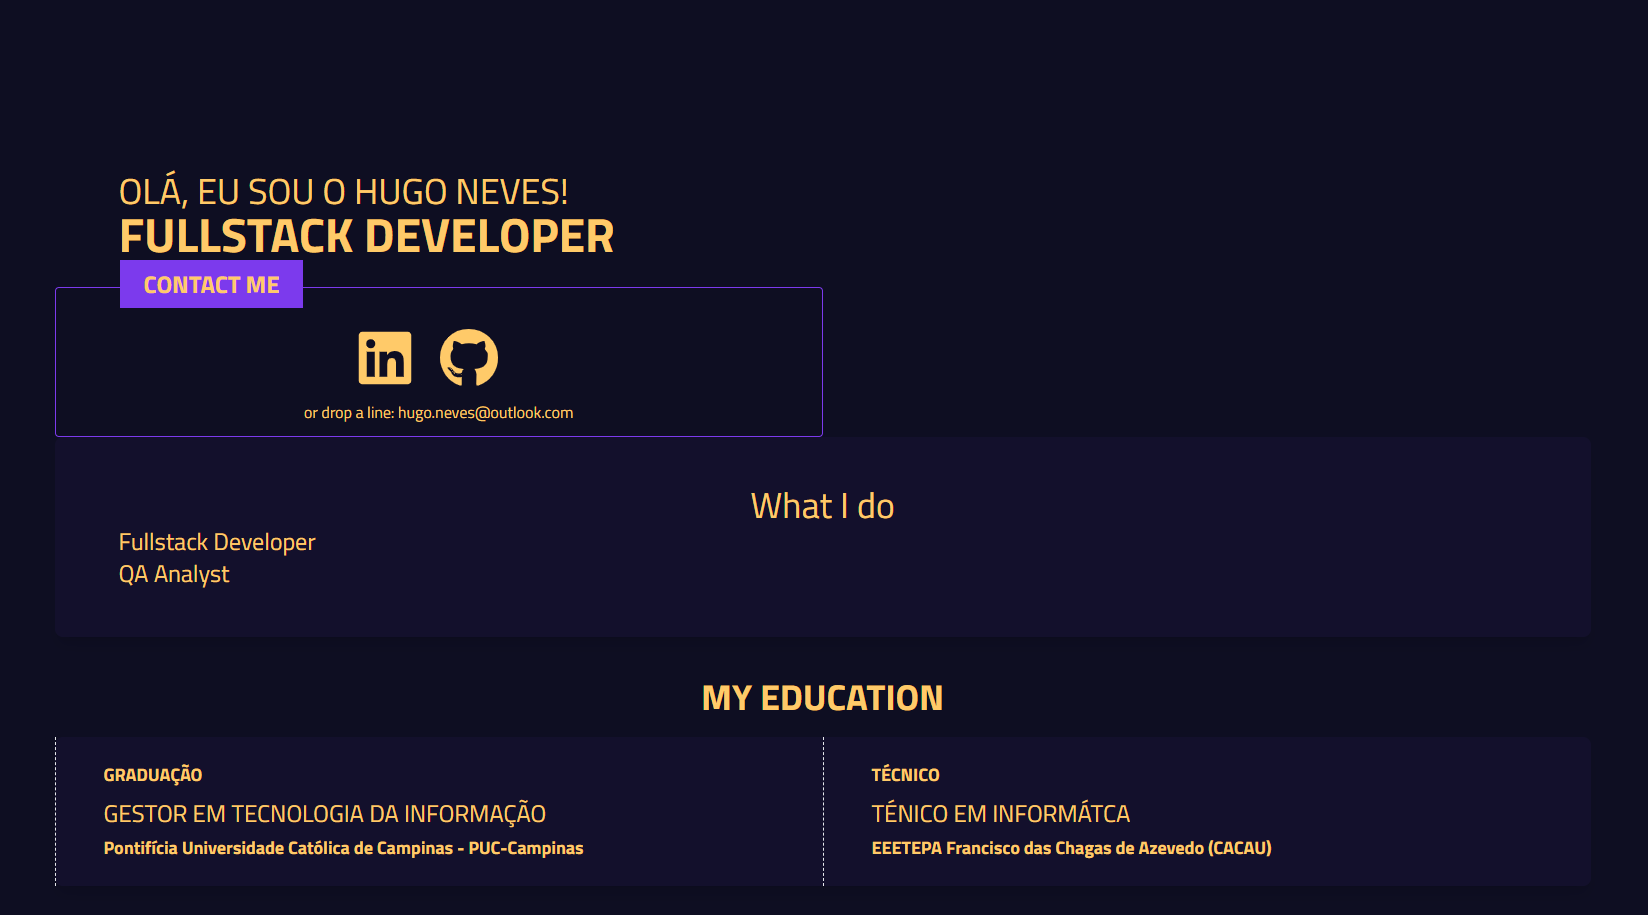 OLÁ, EU SOU O HUGO NEVES!
FULLSTACK DEVELOPER
CONTACT ME
in
or drop a line: hugo.neves@outlook.com
What I do
Fullstack Developer
QA Analyst
MY EDUCATION
GRADUAÇÃO
GESTOR EM TECNOLOGIA DA INFORMAÇÃO
Pontifícia Universidade Católica de Campinas - PUC-Campinas
TÉCNICO
TÉNICO EM INFORMÁTCA
EEETEPA Francisco das Chagas de Azevedo (CACAU)